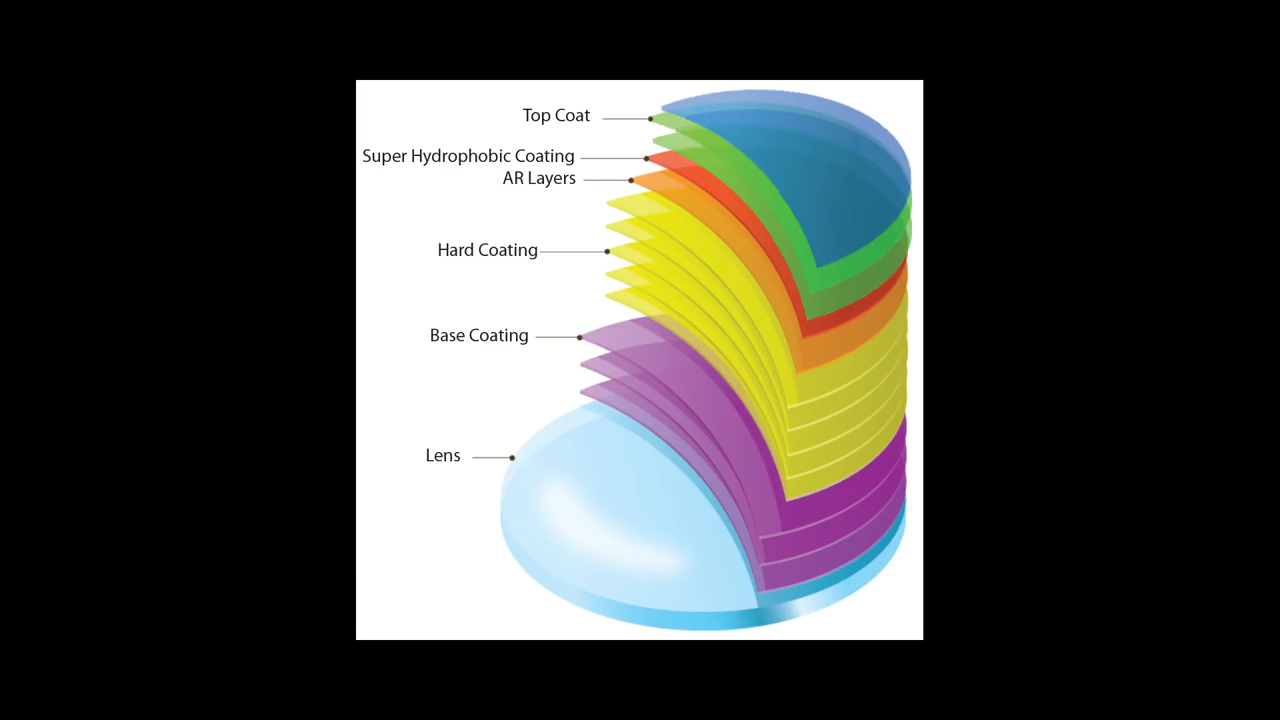 Top Coat
Super Hydrophobic Coating
AR Layers
Hard Coating
Base Coating
Lens